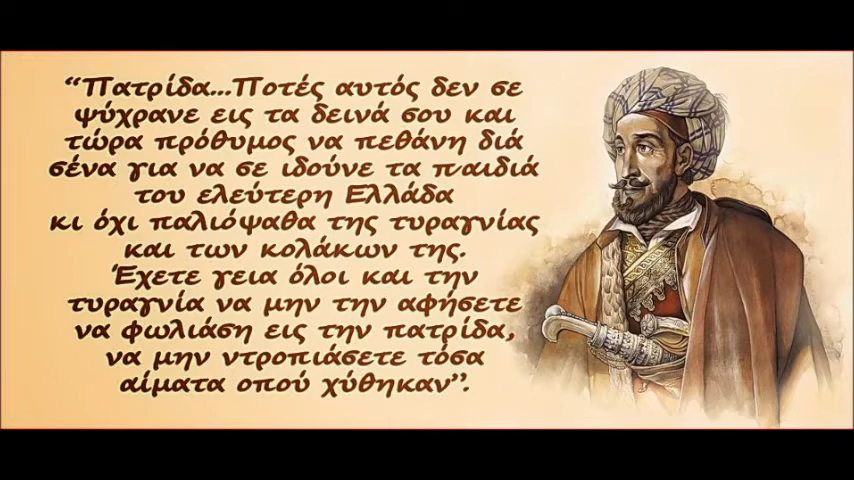 “Πατρίδα...Ποτές αυτός δεν σε
ψύχρανε εις τα δεινά σου και
τώρα πρόθυμος να πεθάνη διά
σένα για να σε ιδούνε τα παιδιά
του ελεύτερη Ελλάδα
κι όχι παλιόψαθα της τυραγνίας
και των κολάκων της.
Έχετε γεια όλοι και την
τυραγνία να μην την αφήσετε
να φωλιάση εις την πατρίδα,
να μην ντροπιάσετε τόσα
αίματα οπού χύθηκαν”.